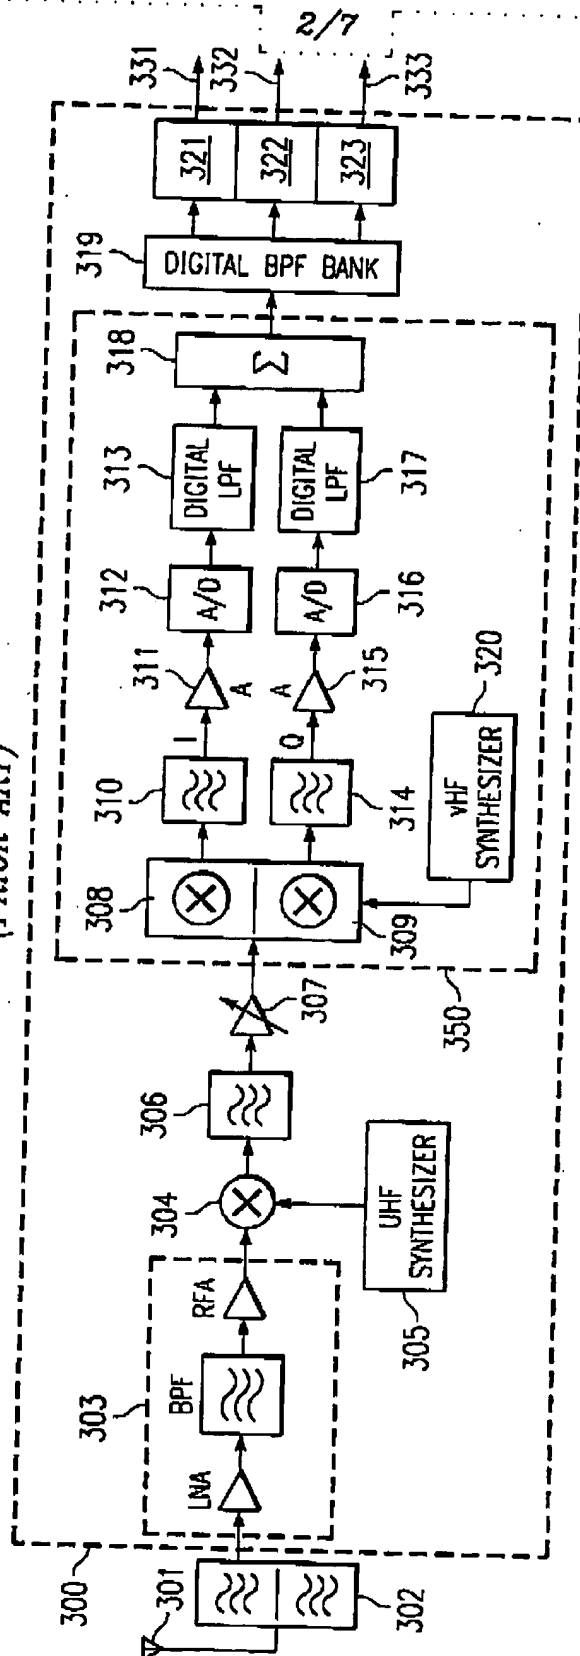 2/7
(PRIOR ART)
300
301
302
303
LNA
BPF
RFA
304
305
UHF
SYNTHESIZER
306
307
350
308
309
310
I
311
A
312
A/D
313
DIGITAL
LPF
314
Q
315
A
316
A/D
317
DIGITAL
LPF
318
Σ
320
VHF
SYNTHESIZER
319
DIGITAL BPF BANK
321
322
323
331
332
333